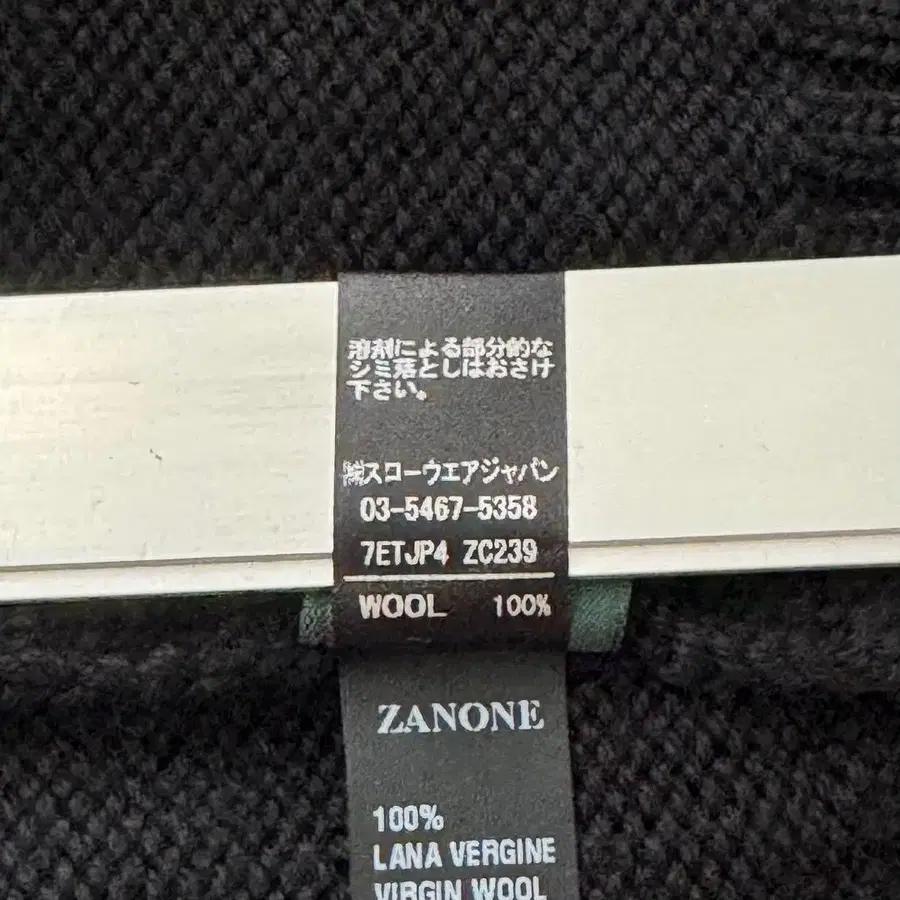 溶剤による部分的な
シミ落としはおさけ
下さい。
㈱スローウエアジャパン
03-5467-5358
7ETJP4 ZC239
WOOL 100%
ZANONE
100%
LANA VERGINE
VIRGIN WOOL